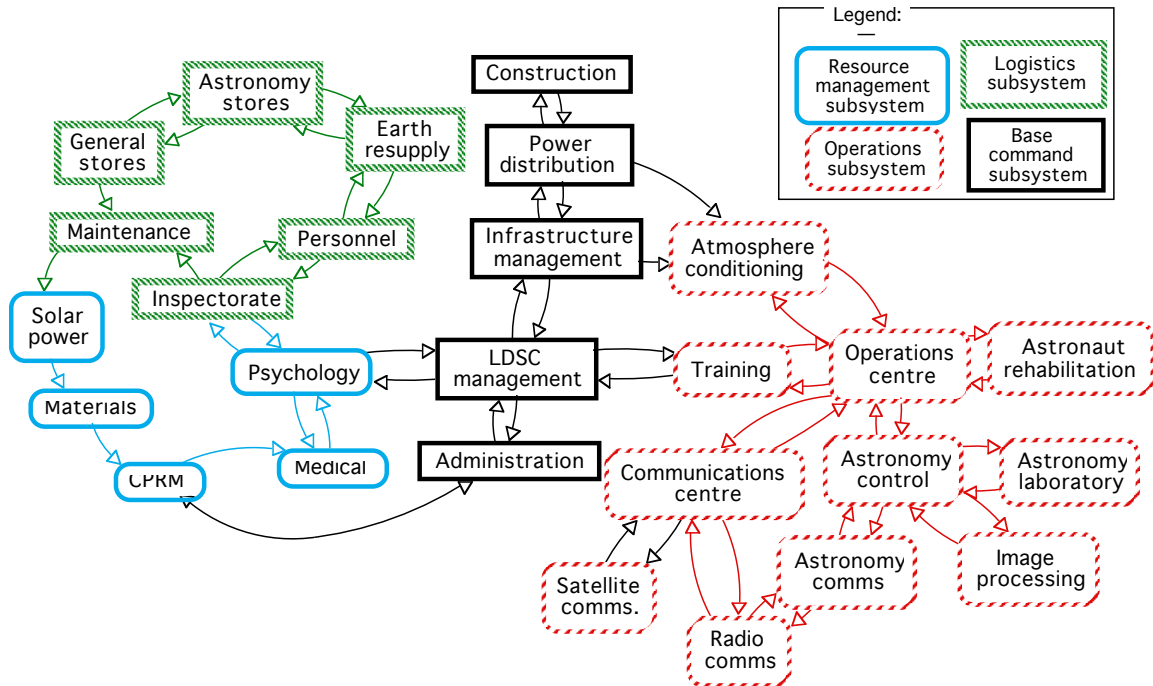 Legend:
Resource
management
subsystem
Logistics
subsystem
Operations
subsystem
Base
command
subsystem
Astronomy
stores
General
stores
Earth
resupply
Maintenance
Personnel
Inspectorate
Solar
power
Materials
CPRM
Psychology
Medical
Construction
Power
distribution
Infrastructure
management
LDSC
management
Administration
Atmosphere
conditioning
Training
Operations
centre
Astronaut
rehabilitation
Communications
centre
Astronomy
control
Astronomy
laboratory
Satellite
comms.
Astronomy
comms
Image
processing
Radio
comms